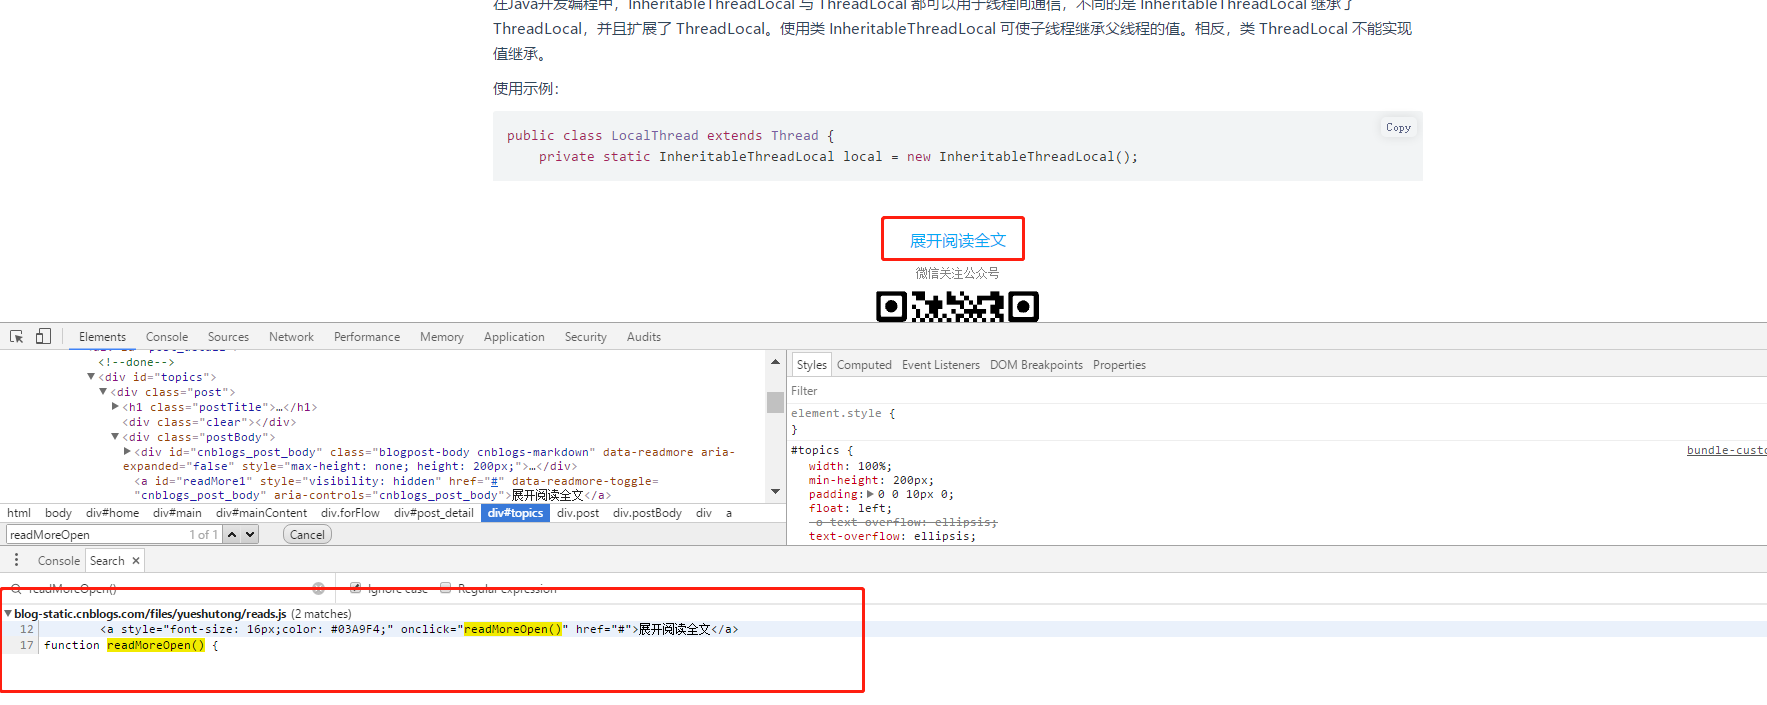 在Java开发编程中，InheritableThreadLocal 与 ThreadLocal 都可以用于线程间通信，不同的是 InheritableThreadLocal 继承了
ThreadLocal，并且扩展了 ThreadLocal。使用类 InheritableThreadLocal 可使子线程继承父线程的值。相反，类 ThreadLocal 不能实现
值继承。
使用示例：
Copy
public class LocalThread extends Thread {
private static InheritableThreadLocal local = new InheritableThreadLocal();
展开阅读全文
微信关注公众号
Elements Console Sources Network Performance Memory Application Security Audits
<!--done-->
<div id="topics">
<div class="post">
<h1 class="postTitle">…</h1>
<div class="clear"></div>
<div class="postBody">
<div id="cnblogs_post_body" class="blogpost-body cnblogs-markdown" data-readmore aria-
expanded="false" style="max-height: none; height: 200px;">…</div>
<a id="readMore1" style="visibility: hidden" href="#" data-readmore-toggle=
"cnblogs_post_body" aria-controls="cnblogs_post_body">展开阅读全文</a>
html body div#home div#main div#mainContent div.forFlow div#post_detail div#topics div.post div.postBody div a
readMoreOpen 1 of 1 Cancel
Styles Computed Event Listeners DOM Breakpoints Properties
Filter
element.style {
}
#topics { bundle-custo
width: 100%;
min-height: 200px;
padding: 0 0 10px 0;
float: left;
-o-text-overflow: ellipsis;
text-overflow: ellipsis;
Console Search ×
readMoreOpen() Ignore case Regular expression
blog-static.cnblogs.com/files/yueshutong/reads.js (2 matches)
12 <a style="font-size: 16px;color: #03A9F4;" onclick="readMoreOpen()" href="#">展开阅读全文</a>
17 function readMoreOpen() {